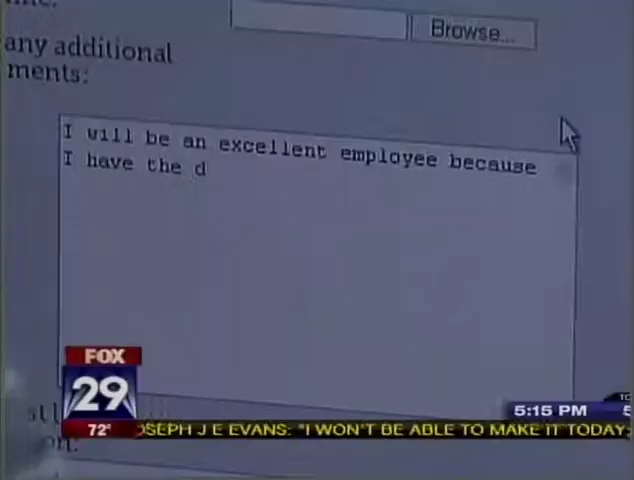 Browse...
any additional
ments:
I will be an excellent employee because
I have the d
FOX
29
5:15 PM
72°
OSEPH J E EVANS: "I WON'T BE ABLE TO MAKE IT TODAY,